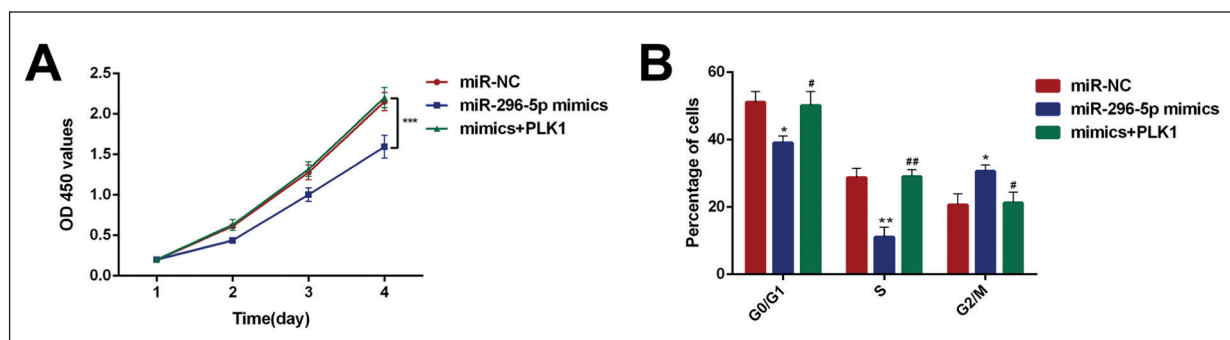 A
OD 450 values
2.5
2.0
1.5
1.0
0.5
0.0
1 2 3 4
Time(day)
***
miR-NC
miR-296-5p mimics
mimics+PLK1
B
Percentage of cells
60
40
20
0
* # ** ## * #
G0/G1 S G2/M
miR-NC
miR-296-5p mimics
mimics+PLK1